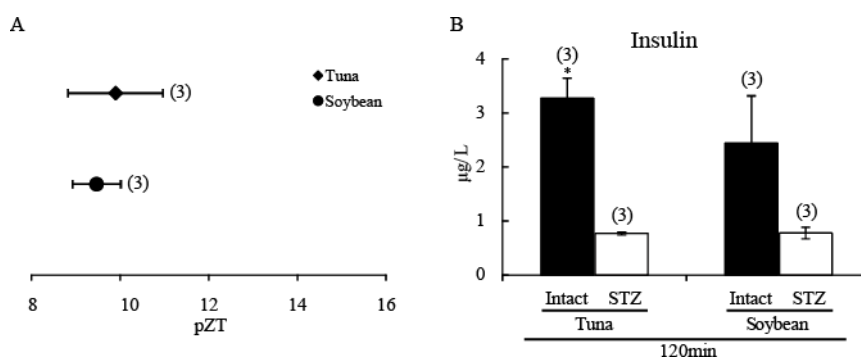 A
(3)
Tuna
Soybean
(3)
8 10 12 14 16
pZT
B
Insulin
4
3
2
1
0
µg/L
(3)
*
(3)
(3)
(3)
Intact STZ Intact STZ
Tuna Soybean
120min